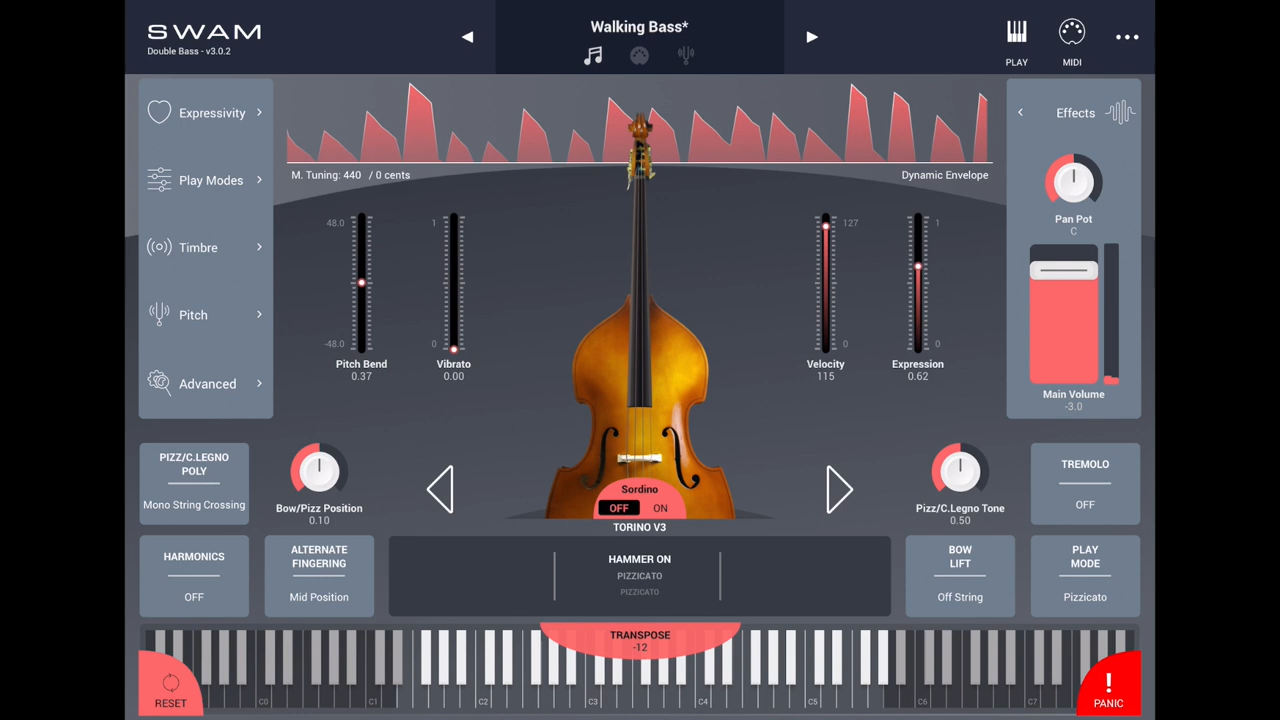 SWAM
Double Bass - v3.0.2
Walking Bass*
PLAY
MIDI
Expressivity
Play Modes
Timbre
Pitch
Advanced
M. Tuning: 440 / 0 cents
Dynamic Envelope
48.0
-48.0
Pitch Bend
0.37
1
0
Vibrato
0.00
127
0
Velocity
115
1
0
Expression
0.62
Effects
Pan Pot
C
Main Volume
-3.0
PIZZ/C.LEGNO
POLY
Mono String Crossing
Bow/Pizz Position
0.10
Sordino
OFF ON
TORINO V3
Pizz/C.Legno Tone
0.50
TREMOLO
OFF
HARMONICS
OFF
ALTERNATE
FINGERING
Mid Position
HAMMER ON
PIZZICATO
PIZZICATO
BOW
LIFT
Off String
PLAY
MODE
Pizzicato
TRANSPOSE
-12
RESET
C0 C1 C2 C3 C4 C5 C6 C7
!
PANIC